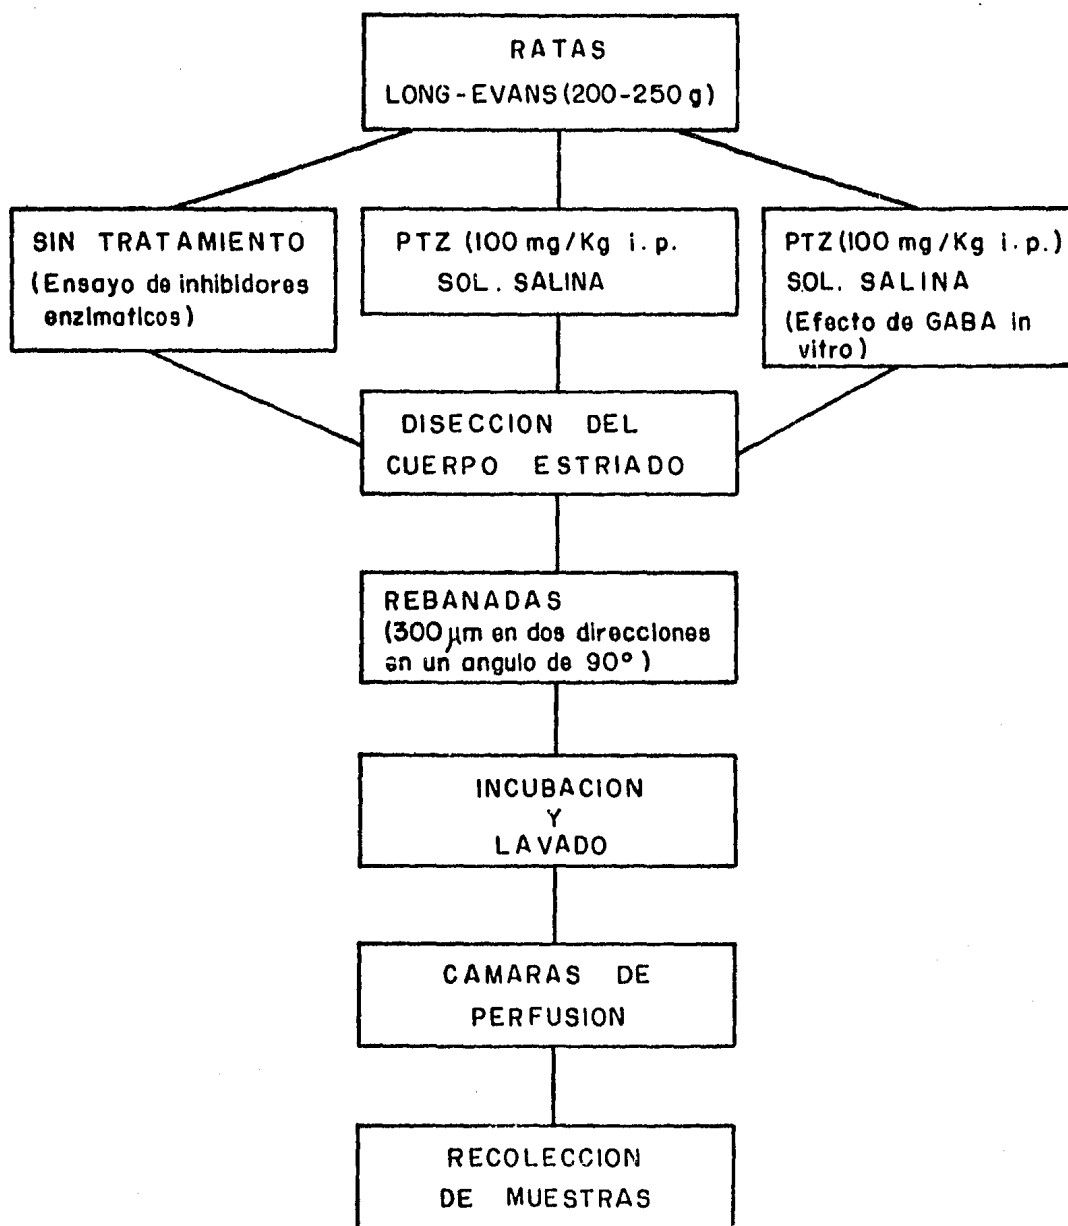 RATAS
LONG-EVANS (200-250 g)
SIN TRATAMIENTO
(Ensayo de inhibidores
enzimaticos)
PTZ (100 mg/Kg i.p.
SOL. SALINA
PTZ (100 mg/Kg i.p.)
SOL. SALINA
(Efecto de GABA in
vitro)
DISECCION DEL
CUERPO ESTRIADO
REBANADAS
(300 µm en dos direcciones
en un angulo de 90°)
INCUBACION
Y
LAVADO
CAMARAS DE
PERFUSION
RECOLECCION
DE MUESTRAS